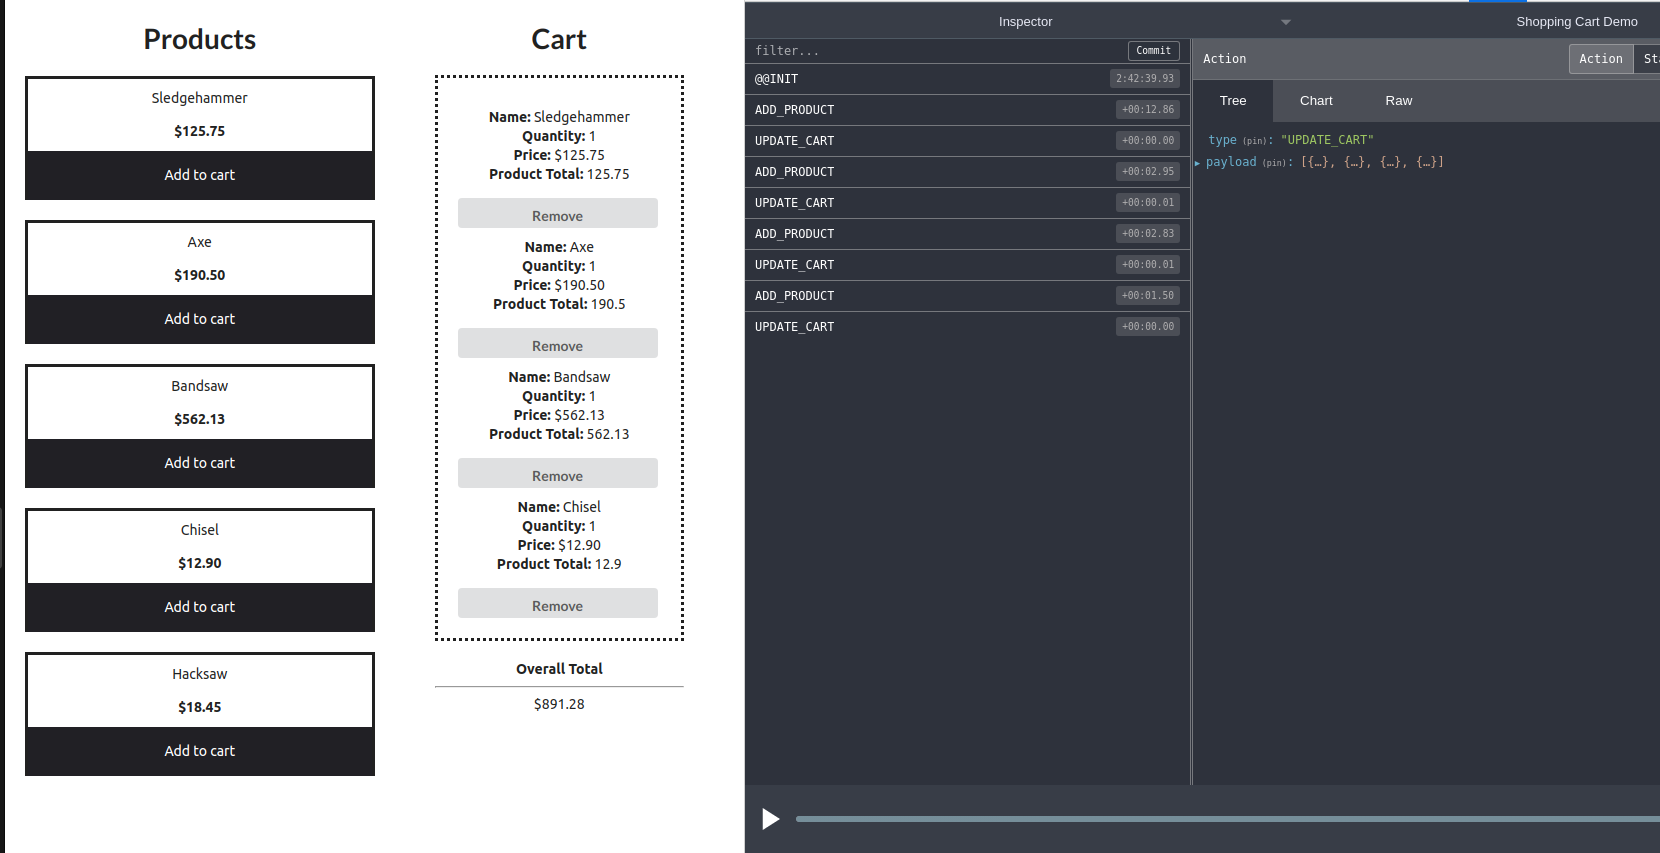 Products
Sledgehammer
$125.75
Add to cart
Axe
$190.50
Add to cart
Bandsaw
$562.13
Add to cart
Chisel
$12.90
Add to cart
Hacksaw
$18.45
Add to cart
Cart
Name: Sledgehammer
Quantity: 1
Price: $125.75
Product Total: 125.75
Remove
Name: Axe
Quantity: 1
Price: $190.50
Product Total: 190.5
Remove
Name: Bandsaw
Quantity: 1
Price: $562.13
Product Total: 562.13
Remove
Name: Chisel
Quantity: 1
Price: $12.90
Product Total: 12.9
Remove
Overall Total
$891.28
Inspector
Shopping Cart Demo
filter...
Commit
@@INIT 2:42:39.93
ADD_PRODUCT +00:12.86
UPDATE_CART +00:00.00
ADD_PRODUCT +00:02.95
UPDATE_CART +00:00.01
ADD_PRODUCT +00:02.83
UPDATE_CART +00:00.01
ADD_PRODUCT +00:01.50
UPDATE_CART +00:00.00
Action
Action Sta
Tree Chart Raw
type (pin): "UPDATE_CART"
payload (pin): [{…}, {…}, {…}, {…}]